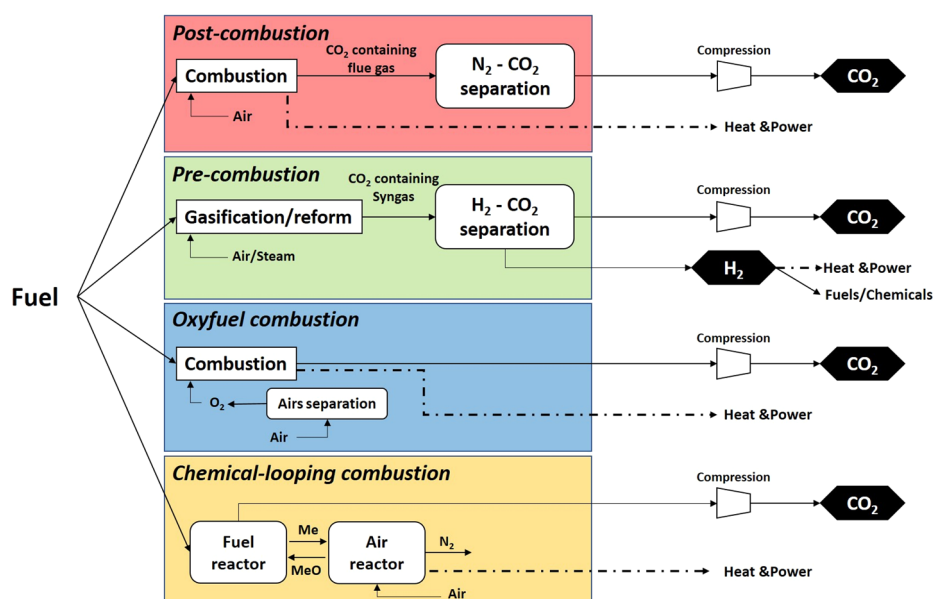 Post-combustion
CO₂ containing
flue gas
Combustion
N₂ - CO₂
separation
Air
Compression
CO₂
Heat &Power
Pre-combustion
CO₂ containing
Syngas
Gasification/reform
H₂ - CO₂
separation
Air/Steam
Compression
CO₂
H₂
Heat &Power
Fuels/Chemicals
Fuel
Oxyfuel combustion
Combustion
O₂
Airs separation
Air
Compression
CO₂
Heat &Power
Chemical-looping combustion
Fuel
reactor
Me
MeO
Air
reactor
N₂
Air
Compression
CO₂
Heat &Power